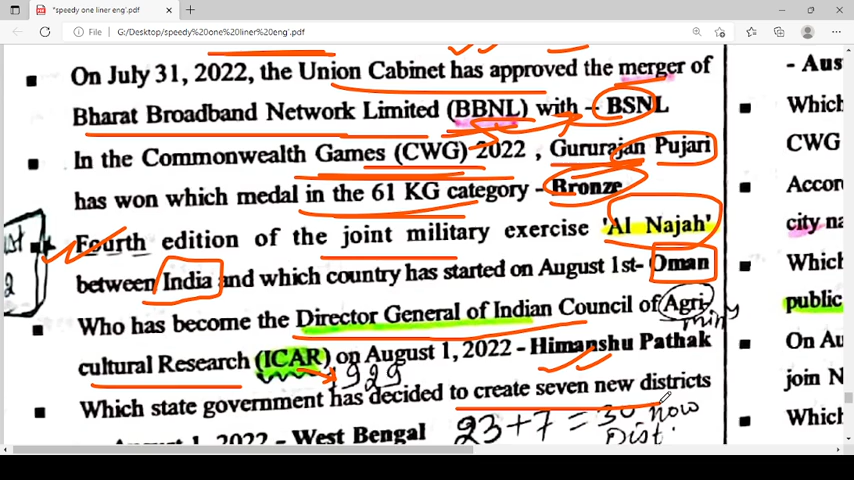 *speedy one liner eng'.pdf
File
G:/Desktop/speedy%20one%20liner%20eng'.pdf
On July 31, 2022, the Union Cabinet has approved the merger of
Bharat Broadband Network Limited (BBNL) with – BSNL
In the Commonwealth Games (CWG) 2022 , Gururajan Pujari
has won which medal in the 61 KG category - Bronze
Fourth edition of the joint military exercise 'Al Najah'
between India and which country has started on August 1st- Oman
Who has become the Director General of Indian Council of Agri-
cultural Research (ICAR) on August 1, 2022 - Himanshu Pathak
1929
Which state government has decided to create seven new districts
August 1, 2022 - West Bengal
23+7 = 30 now
Dist.
- Aus
Which
CWG
Accor
city na
Which
public
On Au
join N
Which
2